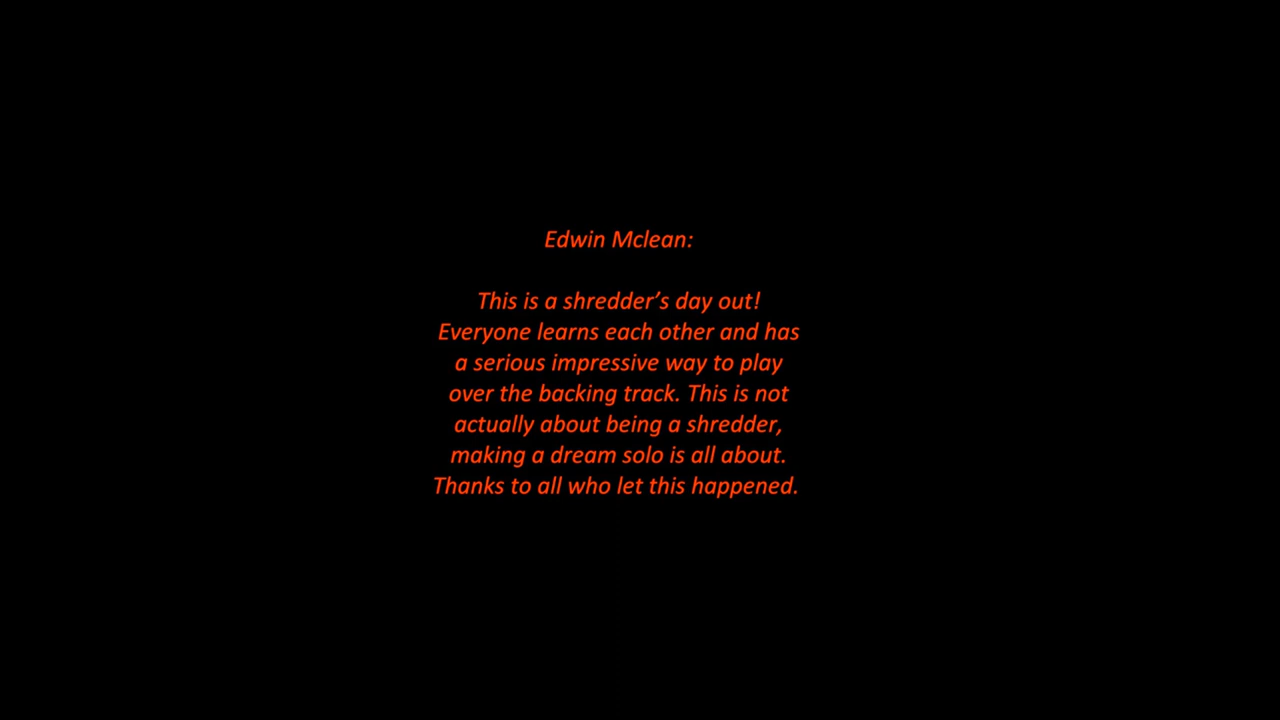 Edwin Mclean:
This is a shredder’s day out!
Everyone learns each other and has
a serious impressive way to play
over the backing track. This is not
actually about being a shredder,
making a dream solo is all about.
Thanks to all who let this happened.